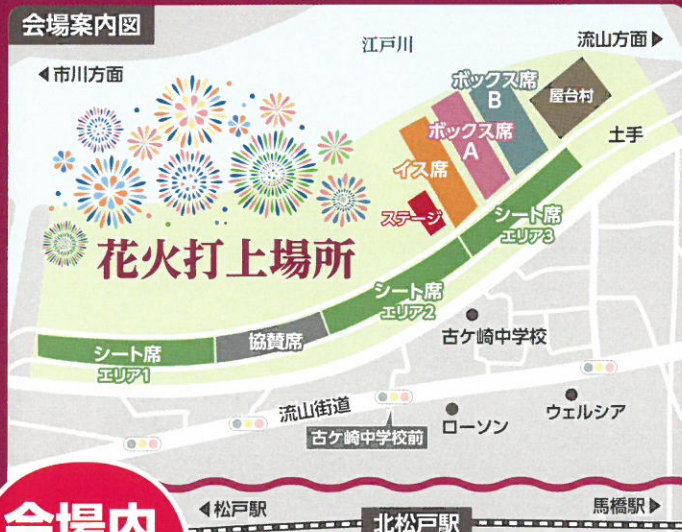 会場案内図
江戸川
流山方面▶
◀市川方面
ボックス席
B
屋台村
ボックス席
A
土手
イス席
ステージ
シート席
エリア3
花火打上場所
シート席
エリア2
古ケ崎中学校
協賛席
シート席
エリア1
流山街道
ウェルシア
ローソン
古ケ崎中学校前
会場内
◀松戸駅
馬橋駅▶
北松戸駅